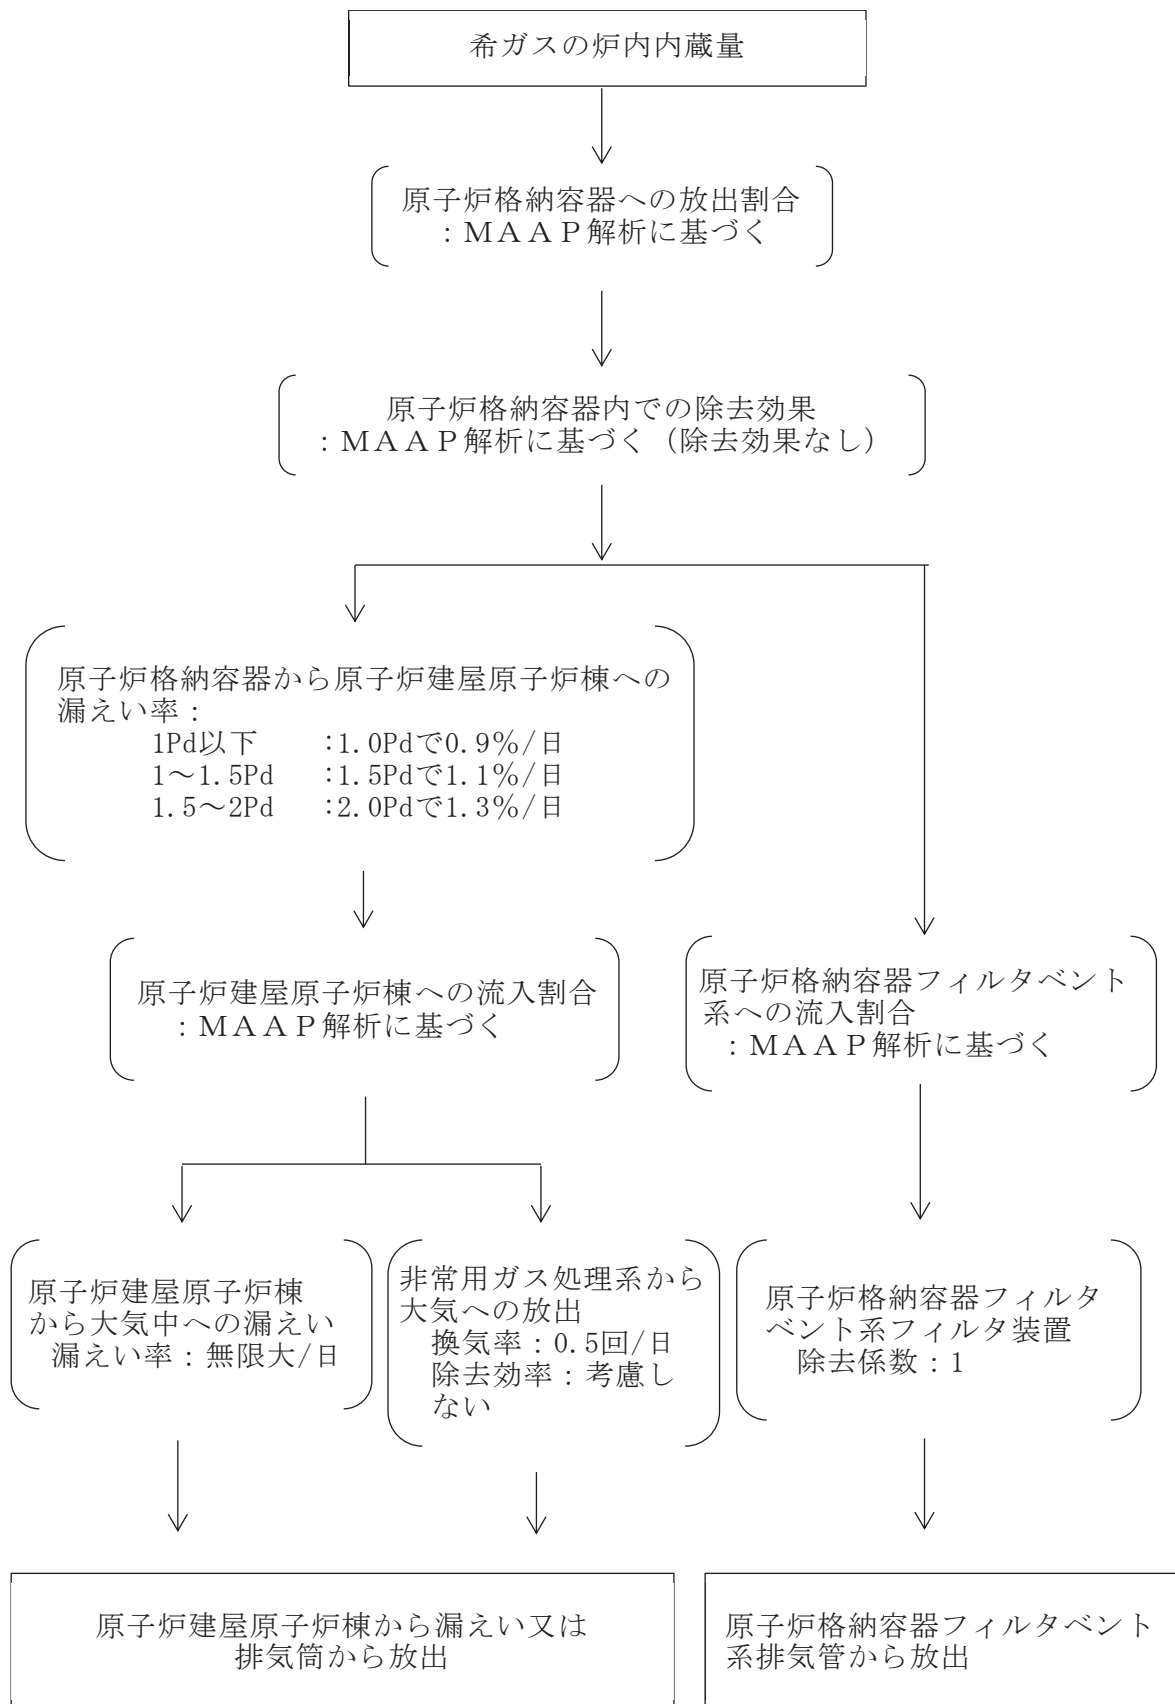 希ガスの炉内内蔵量
原子炉格納容器への放出割合
：ＭＡＡＰ解析に基づく
原子炉格納容器内での除去効果
：ＭＡＡＰ解析に基づく（除去効果なし）
原子炉格納容器から原子炉建屋原子炉棟への
漏えい率：
1Pd以下　　:1.0Pdで0.9%/日
1～1.5Pd　:1.5Pdで1.1%/日
1.5～2Pd　:2.0Pdで1.3%/日
原子炉建屋原子炉棟への流入割合
：ＭＡＡＰ解析に基づく
原子炉格納容器フィルタベント
系への流入割合
：ＭＡＡＰ解析に基づく
原子炉建屋原子炉棟
から大気中への漏えい
漏えい率：無限大/日
非常用ガス処理系から
大気への放出
換気率：0.5回/日
除去効率：考慮し
ない
原子炉格納容器フィルタ
ベント系フィルタ装置
除去係数：1
原子炉建屋原子炉棟から漏えい又は
排気筒から放出
原子炉格納容器フィルタベント
系排気管から放出